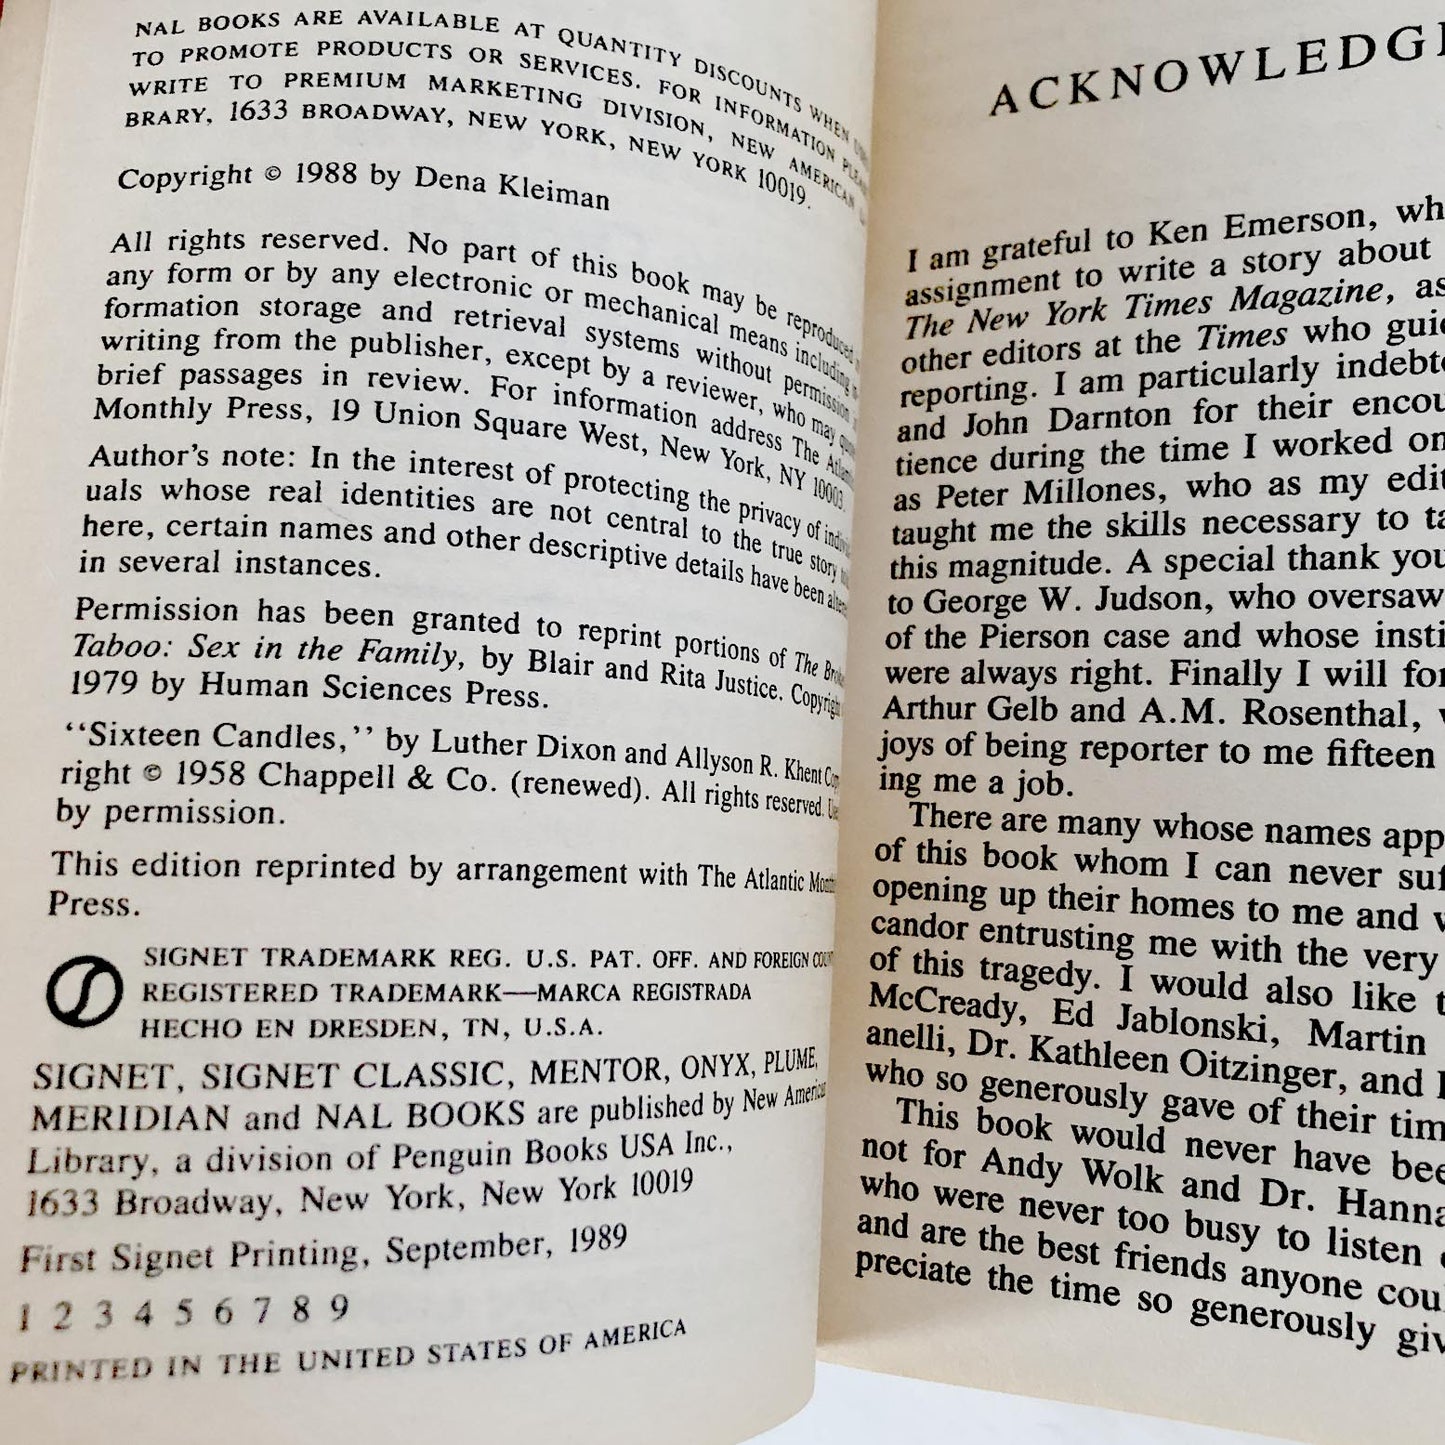 NAL BOOKS ARE AVAILABLE AT QUANTITY DISCOUNTS WHEN
TO PROMOTE PRODUCTS OR SERVICES. FOR INFORMATION
WRITE TO PREMIUM MARKETING DIVISION, NEW AMERICAN
BRARY, 1633 BROADWAY, NEW YORK, NEW YORK 10019.
Copyright © 1988 by Dena Kleiman
All rights reserved. No part of this book may be reproduced
any form or by any electronic or mechanical means including
formation storage and retrieval systems without permission
writing from the publisher, except by a reviewer, who may
brief passages in review. For information address The
Monthly Press, 19 Union Square West, New York, NY 10003.
Author's note: In the interest of protecting the privacy of
uals whose real identities are not central to the true story
here, certain names and other descriptive details have been
in several instances.
Permission has been granted to reprint portions of The
Taboo: Sex in the Family, by Blair and Rita Justice.
1979 by Human Sciences Press.
“Sixteen Candles,” by Luther Dixon and Allyson R. Khent
right © 1958 Chappell & Co. (renewed). All rights reserved.
by permission.
This edition reprinted by arrangement with The Atlantic
Press.
SIGNET TRADEMARK REG. U.S. PAT. OFF. AND FOREIGN
REGISTERED TRADEMARK—MARCA REGISTRADA
HECHO EN DRESDEN, TN, U.S.A.
SIGNET, SIGNET CLASSIC, MENTOR, ONYX, PLUME,
MERIDIAN and NAL BOOKS are published by New
Library, a division of Penguin Books USA Inc.,
1633 Broadway, New York, New York 10019
First Signet Printing, September, 1989
1 2 3 4 5 6 7 8 9
PRINTED IN THE UNITED STATES OF AMERICA
ACKNOWLEDG
I am grateful to Ken Emerson, wh
assignment to write a story about
The New York Times Magazine, as
other editors at the Times who gui
reporting. I am particularly indebt
and John Darnton for their encou
tience during the time I worked on
as Peter Millones, who as my edit
taught me the skills necessary to ta
this magnitude. A special thank you
to George W. Judson, who oversaw
of the Pierson case and whose insti
were always right. Finally I will for
Arthur Gelb and A.M. Rosenthal,
joys of being reporter to me fifteen
ing me a job.
There are many whose names app
of this book whom I can never suf
opening up their homes to me and
candor entrusting me with the very
of this tragedy. I would also like t
McCready, Ed Jablonski, Martin
anelli, Dr. Kathleen Oitzinger, and
who so generously gave of their tim
This book would never have bee
not for Andy Wolk and Dr. Hanna
who were never too busy to listen
and are the best friends anyone cou
preciate the time so generously giv